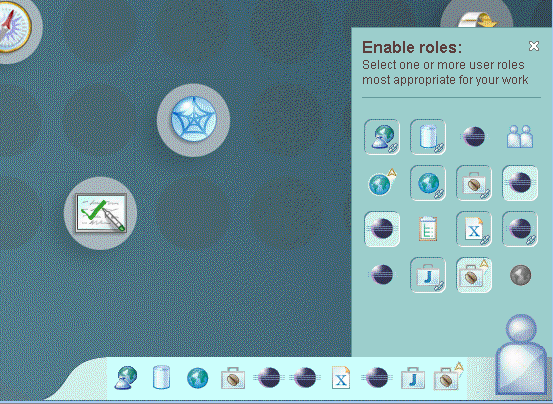 Enable roles:
Select one or more user roles
most appropriate for your work
X
J
X
J